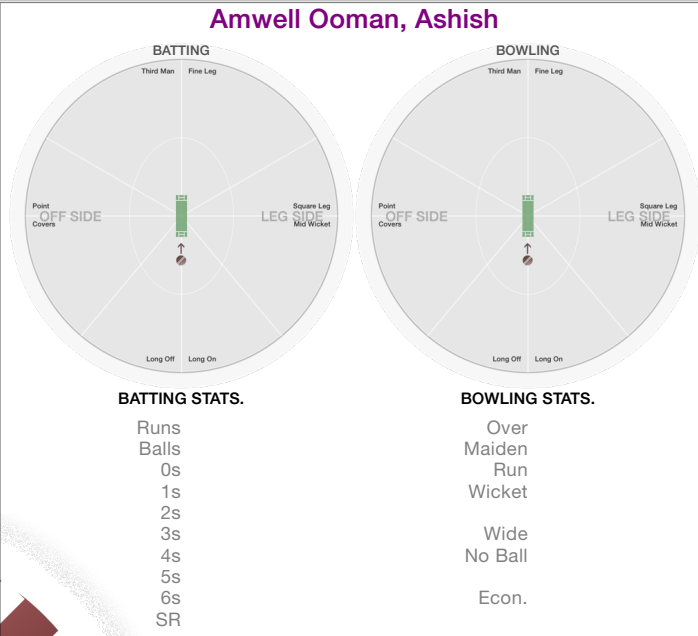 Amwell Ooman, Ashish
BATTING
Third Man Fine Leg
Point
OFF SIDE
Covers
Square Leg
LEG SIDE
Mid Wicket
Long Off Long On
BOWLING
Third Man Fine Leg
Point
OFF SIDE
Covers
Square Leg
LEG SIDE
Mid Wicket
Long Off Long On
BATTING STATS.
Runs
Balls
0s
1s
2s
3s
4s
5s
6s
SR
BOWLING STATS.
Over
Maiden
Run
Wicket
Wide
No Ball
Econ.